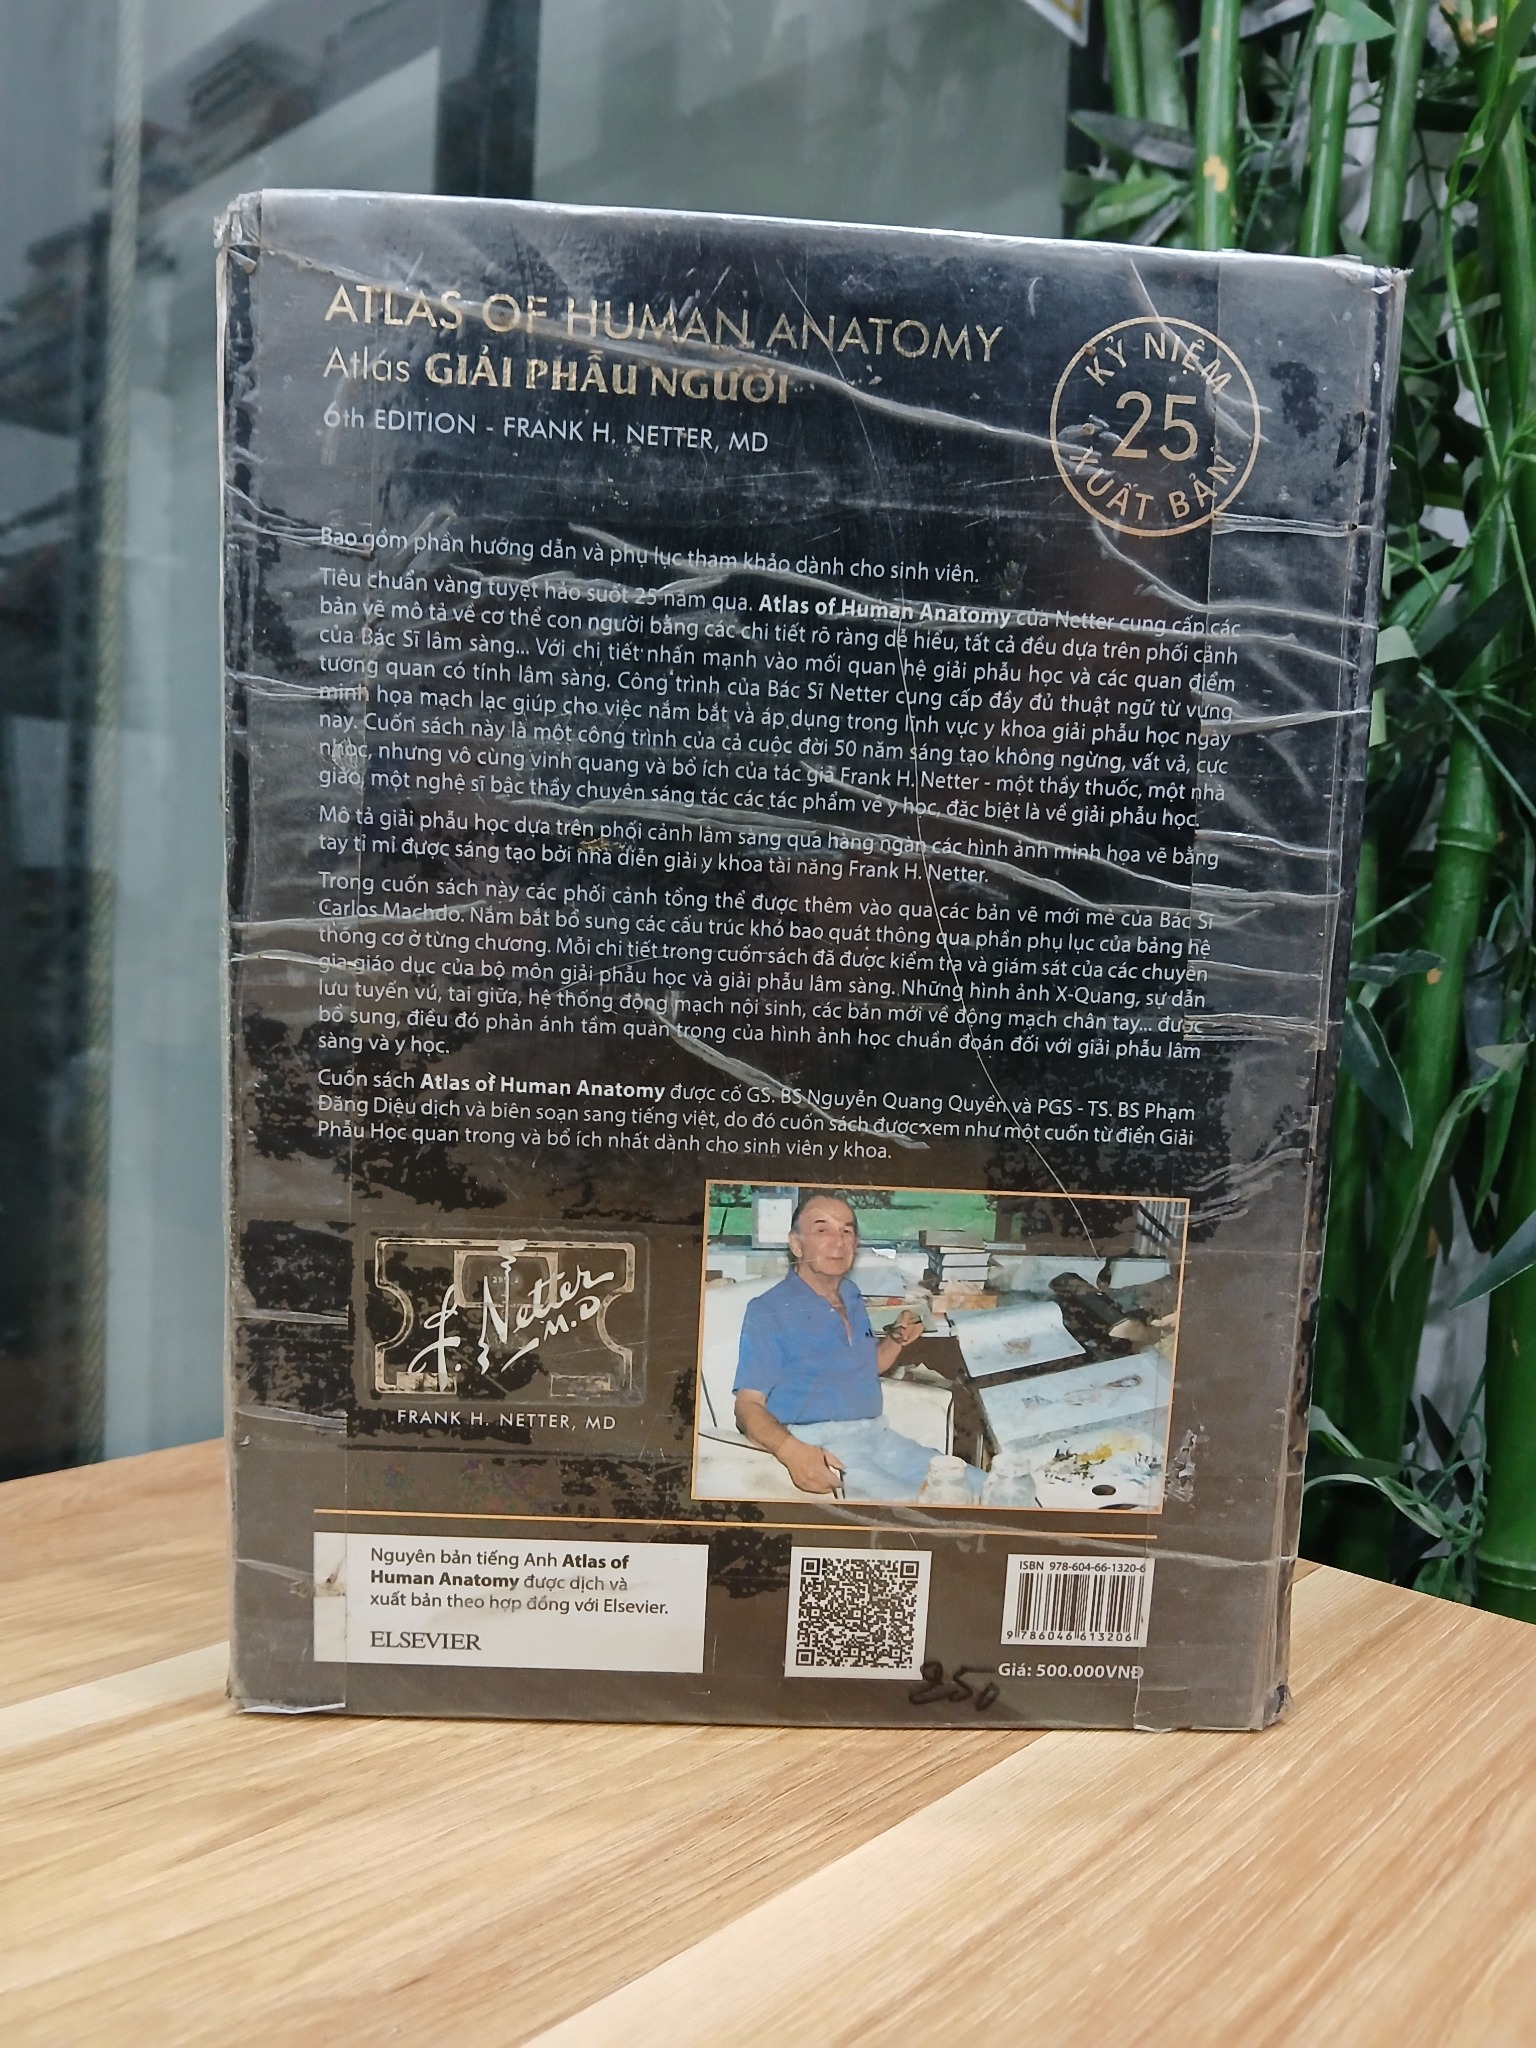 ATLAS OF HUMAN ANATOMY
Atlas GIẢI PHẪU NGƯỜI
6th EDITION - FRANK H. NETTER, MD
KỶ NIỆM
25
XUẤT BẢN
Bao gồm phần hướng dẫn và phụ lục tham khảo dành cho sinh viên.
Tiêu chuẩn vàng tuyệt hảo suốt 25 năm qua. Atlas of Human Anatomy của Netter cung cấp các
bản vẽ mô tả về cơ thể con người bằng các chi tiết rõ ràng dễ hiểu, tất cả đều dựa trên phối cảnh
của Bác Sĩ lâm sàng... Với chi tiết nhấn mạnh vào mối quan hệ giải phẫu học và các quan điểm
tương quan có tính lâm sàng. Công trình của Bác Sĩ Netter cung cấp đầy đủ thuật ngữ từ vựng
minh họa mạch lạc giúp cho việc nắm bắt và áp dụng trong lĩnh vực y khoa giải phẫu học ngày
nay. Cuốn sách này là một công trình của cả cuộc đời 50 năm sáng tạo không ngừng, vất vả, cực
nhọc, nhưng vô cùng vinh quang và bổ ích của tác giả Frank H. Netter - một thầy thuốc, một nhà
giáo, một nghệ sĩ bậc thầy chuyên sáng tác các tác phẩm về y học, đặc biệt là về giải phẫu học.
Mô tả giải phẫu học dựa trên phối cảnh lâm sàng qua hàng ngàn các hình ảnh minh họa vẽ bằng
tay tỉ mỉ được sáng tạo bởi nhà diễn giải y khoa tài năng Frank H. Netter.
Trong cuốn sách này các phối cảnh tổng thể được thêm vào qua các bản vẽ mới mẻ của Bác Sĩ
Carlos Machdo. Nắm bắt bổ sung các cấu trúc khó bao quát thông qua phần phụ lục của bảng hệ
thống cơ ở từng chương. Mỗi chi tiết trong cuốn sách đã được kiểm tra và giám sát của các chuyên
gia giáo dục của bộ môn giải phẫu học và giải phẫu lâm sàng. Những hình ảnh X-Quang, sự dẫn
lưu tuyến vú, tai giữa, hệ thống động mạch nội sinh, các bản mới về động mạch chân tay... được
bổ sung, điều đó phản ánh tầm quan trọng của hình ảnh học chuẩn đoán đối với giải phẫu lâm
sàng và y học.
Cuốn sách Atlas of Human Anatomy được cố GS. BS Nguyễn Quang Quyền và PGS - TS. BS Phạm
Đăng Diệu dịch và biên soạn sang tiếng việt, do đó cuốn sách được xem như một cuốn từ điển Giải
Phẫu Học quan trong và bổ ích nhất dành cho sinh viên y khoa.
F. Netter
M.D
FRANK H. NETTER, MD
Nguyên bản tiếng Anh Atlas of
Human Anatomy được dịch và
xuất bản theo hợp đồng với Elsevier.
ELSEVIER
ISBN 978-604-66-1320-6
9 786046 613206
Giá: 500.000VNĐ
250